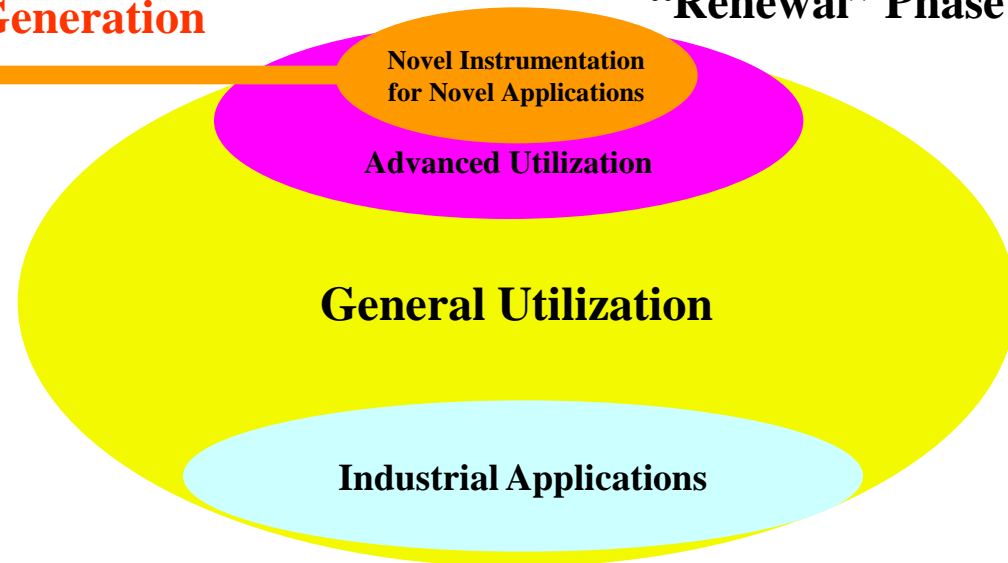 Generation
"Renewal" Phase
Novel Instrumentation
for Novel Applications
Advanced Utilization
General Utilization
Industrial Applications